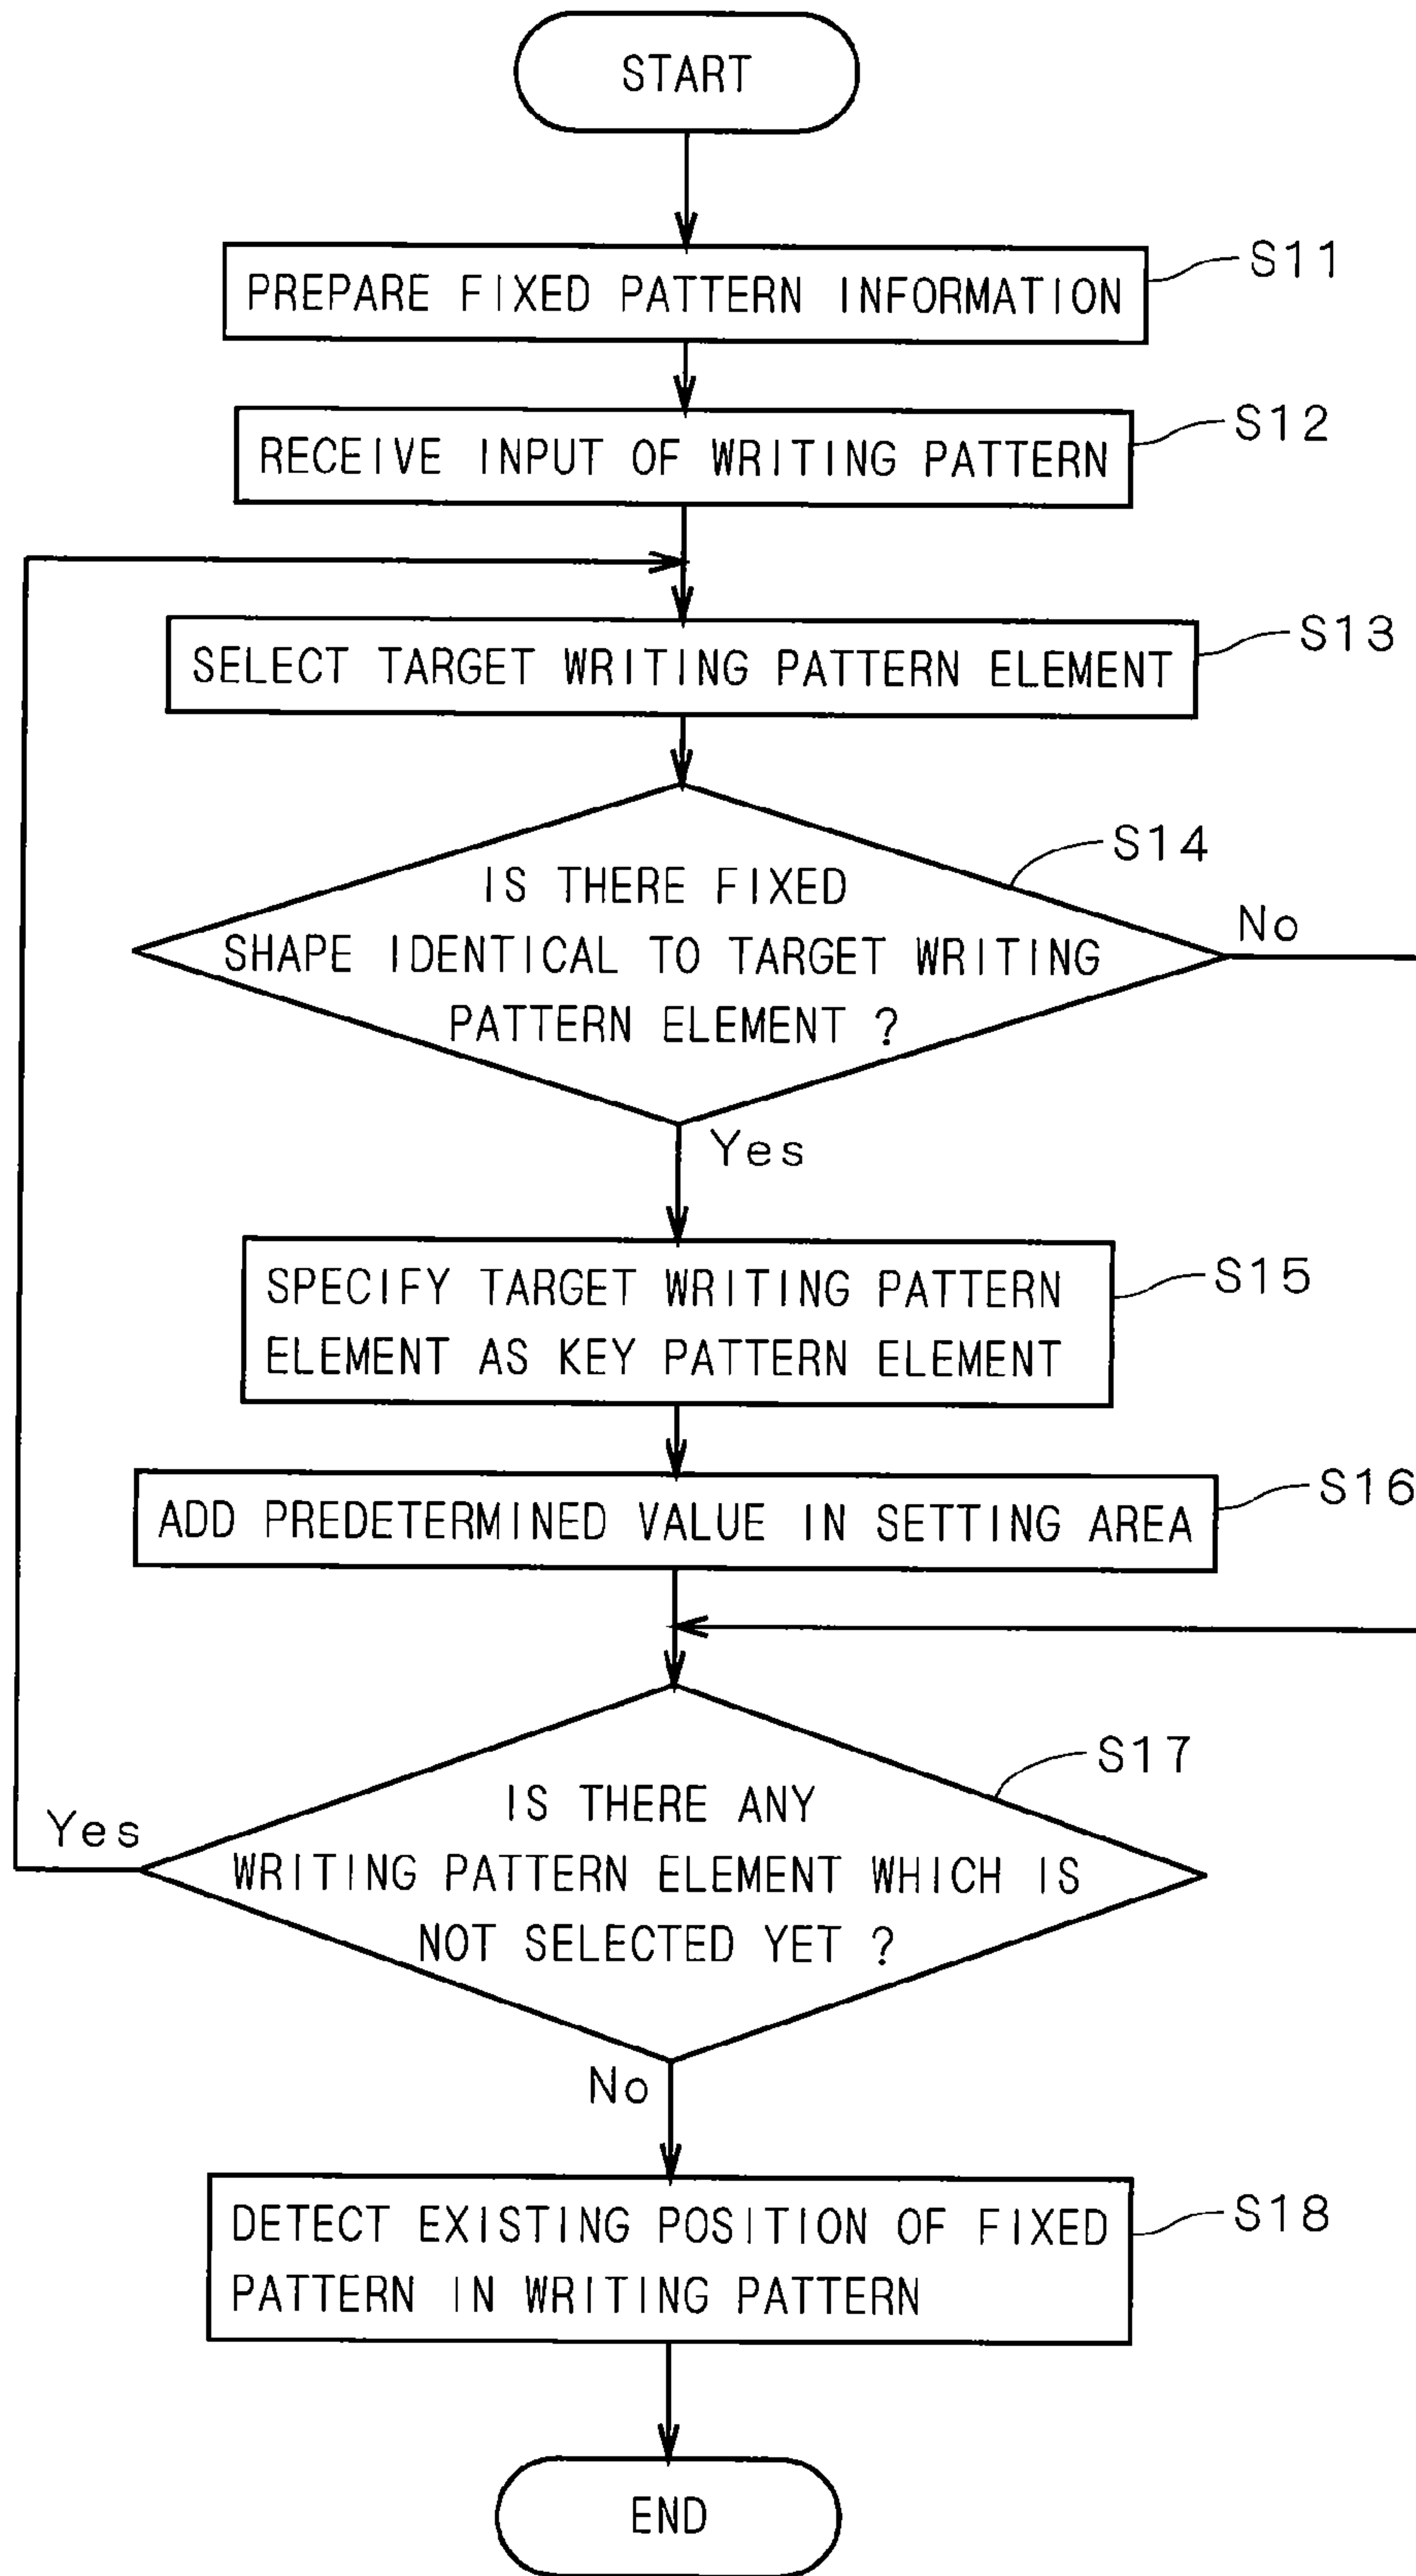 START
PREPARE FIXED PATTERN INFORMATION
S11
RECEIVE INPUT OF WRITING PATTERN
S12
SELECT TARGET WRITING PATTERN ELEMENT
S13
IS THERE FIXED
SHAPE IDENTICAL TO TARGET WRITING
PATTERN ELEMENT ?
S14
No
Yes
SPECIFY TARGET WRITING PATTERN
ELEMENT AS KEY PATTERN ELEMENT
S15
ADD PREDETERMINED VALUE IN SETTING AREA
S16
IS THERE ANY
WRITING PATTERN ELEMENT WHICH IS
NOT SELECTED YET ?
S17
Yes
No
DETECT EXISTING POSITION OF FIXED
PATTERN IN WRITING PATTERN
S18
END